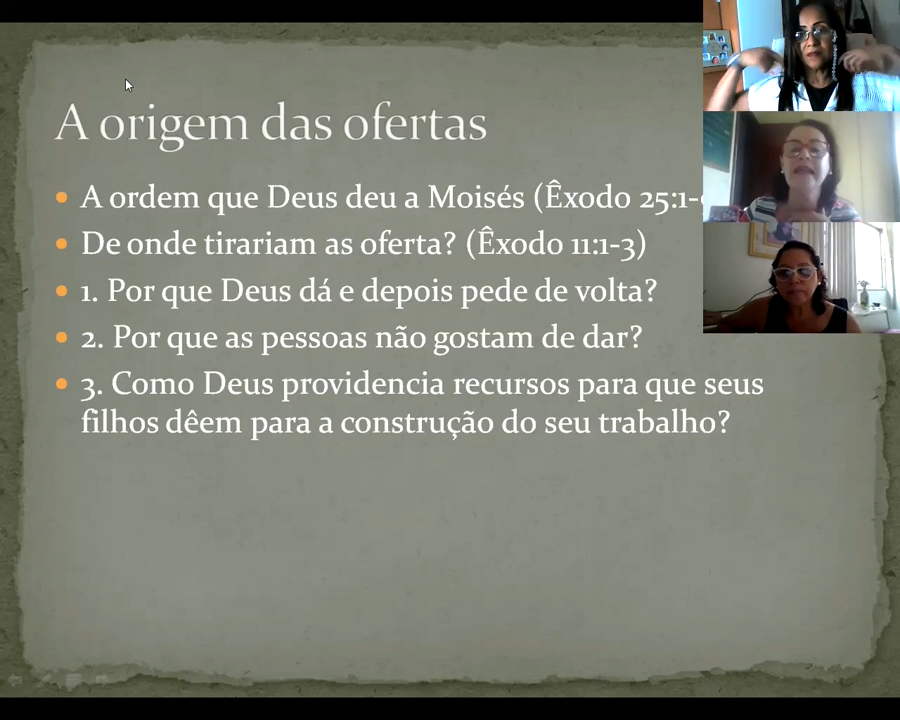 A origem das ofertas
A ordem que Deus deu a Moisés (Êxodo 25:1-
De onde tirariam as oferta? (Êxodo 11:1-3)
1. Por que Deus dá e depois pede de volta?
2. Por que as pessoas não gostam de dar?
3. Como Deus providencia recursos para que seus
filhos dêem para a construção do seu trabalho?